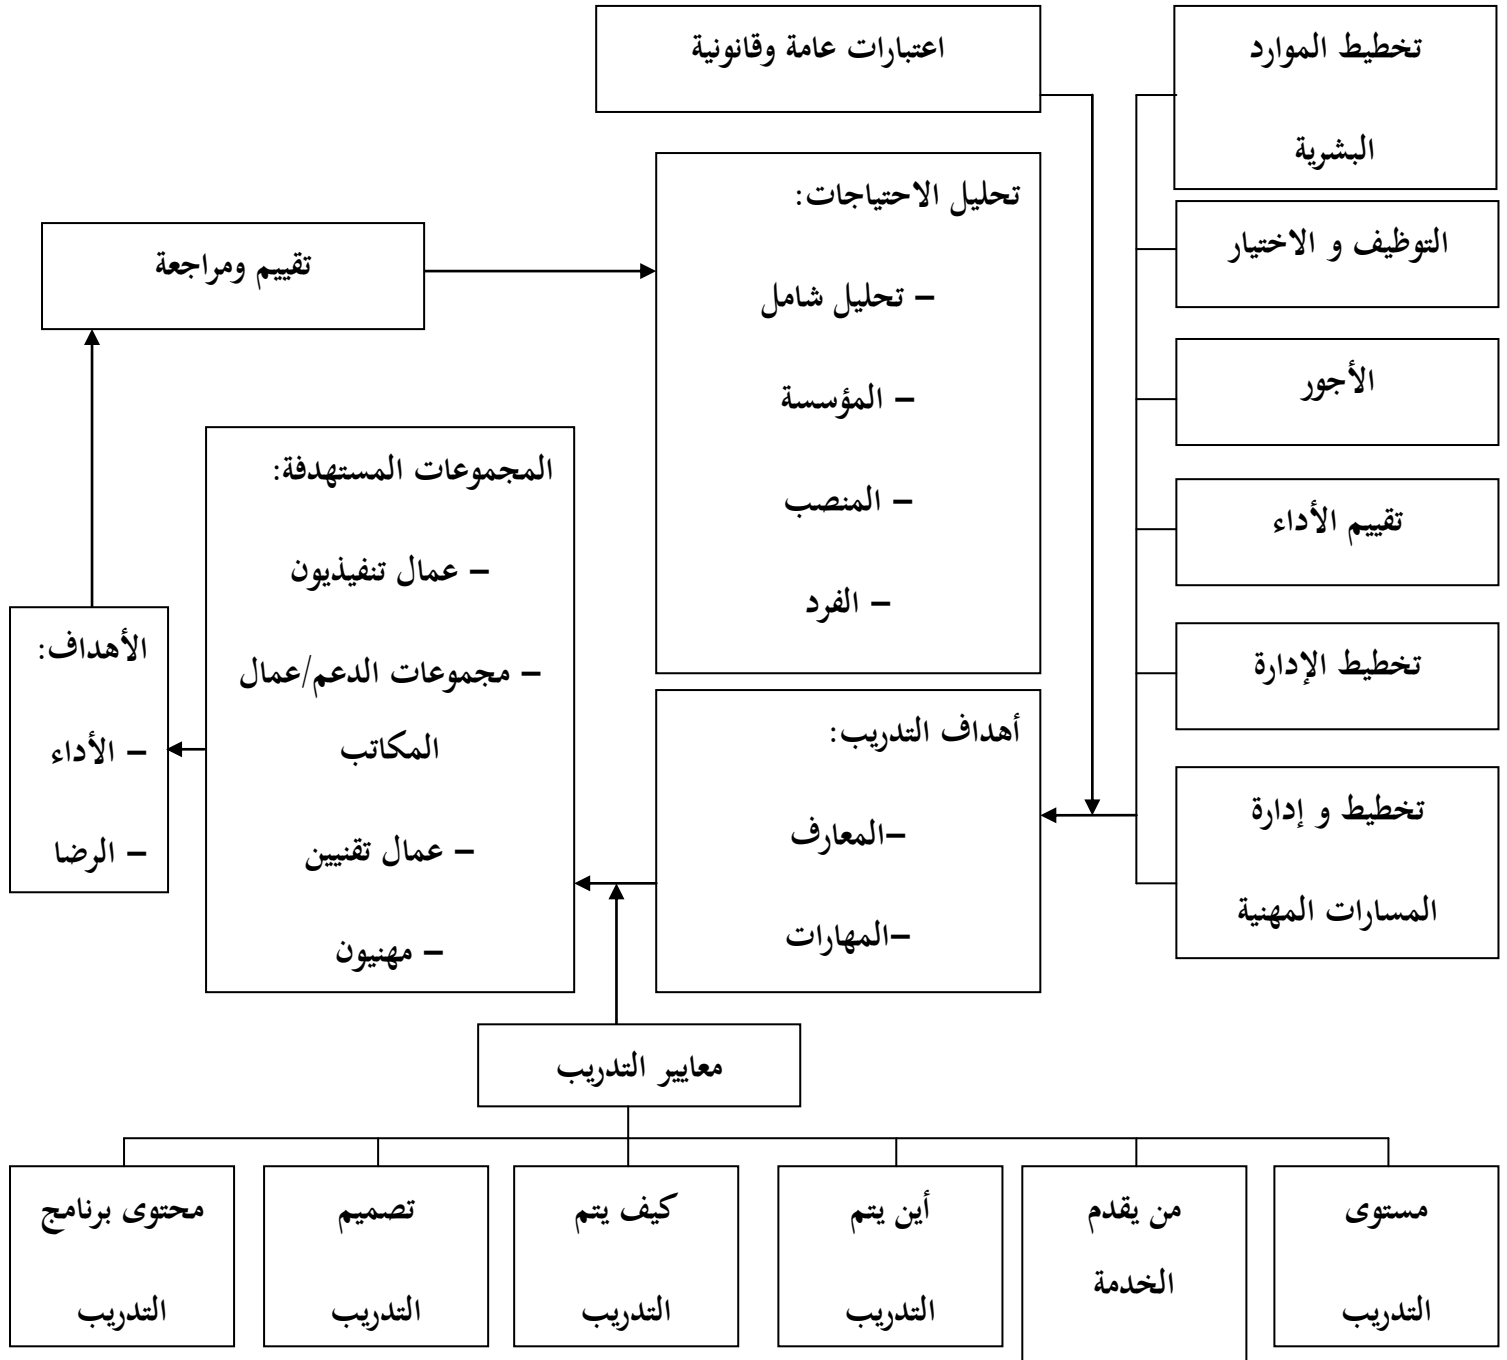 اعتبارات عامة وقانونية
تخطيط الموارد
البشرية
التوظيف و الاختيار
الأجور
تقييم الأداء
تخطيط الإدارة
تخطيط و إدارة
المسارات المهنية
تحليل الاحتياجات:
– تحليل شامل
– المؤسسة
– المنصب
– الفرد
أهداف التدريب:
–المعارف
–المهارات
تقييم ومراجعة
المجموعات المستهدفة:
– عمال تنفيذيون
– مجموعات الدعم/عمال
المكاتب
– عمال تقنيين
– مهنيون
الأهداف:
– الأداء
– الرضا
معايير التدريب
مستوى
التدريب
من يقدم
الخدمة
أين يتم
التدريب
كيف يتم
التدريب
تصميم
التدريب
محتوى برنامج
التدريب